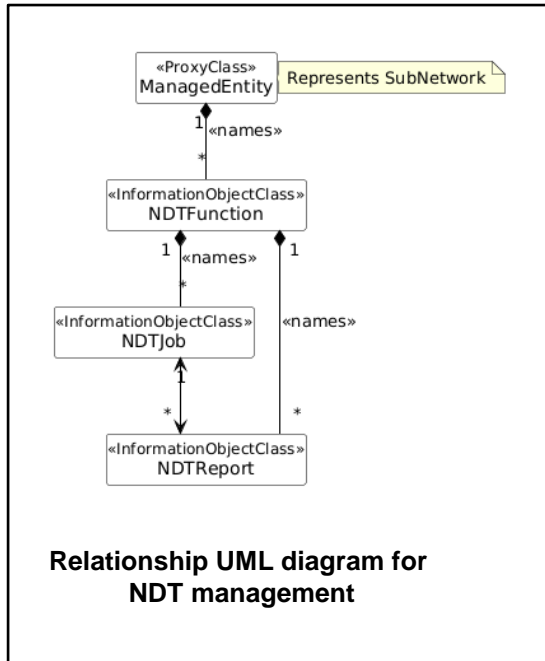 «ProxyClass»
ManagedEntity
Represents SubNetwork
1
«names»
*
«InformationObjectClass»
NDTFunction
1
1
«names»
*
«InformationObjectClass»
NDTJob
«names»
1
*
*
«InformationObjectClass»
NDTReport
Relationship UML diagram for
NDT management